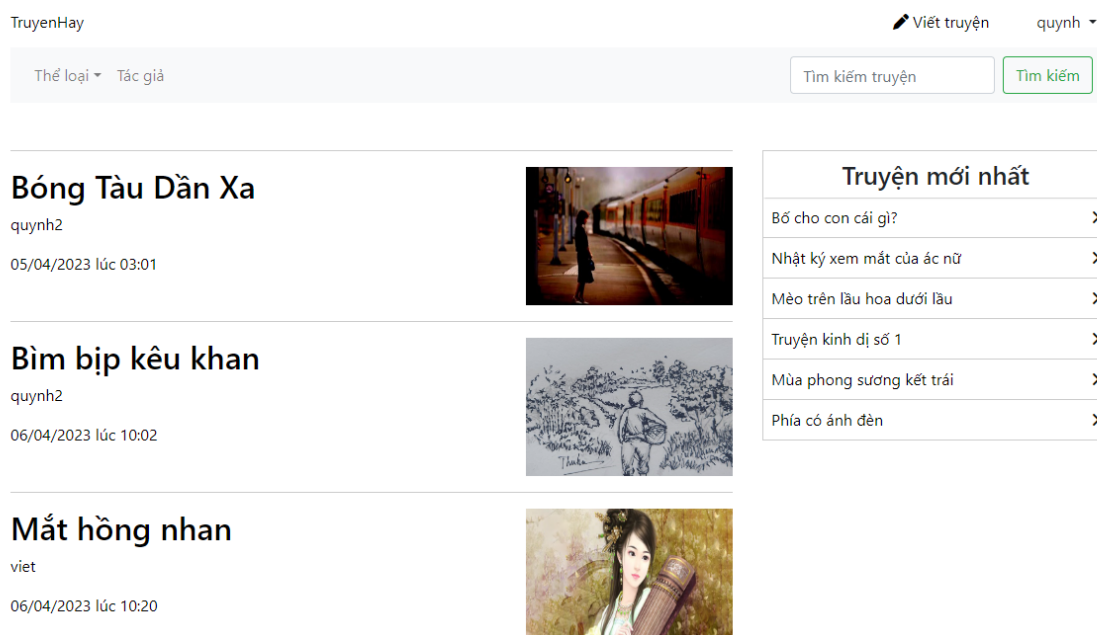 TruyenHay
Viết truyện
quynh
Thể loại
Tác giả
Tìm kiếm truyện
Tìm kiếm
Bóng Tàu Dần Xa
quynh2
05/04/2023 lúc 03:01
Bìm bịp kêu khan
quynh2
06/04/2023 lúc 10:02
Mắt hồng nhan
viet
06/04/2023 lúc 10:20
Truyện mới nhất
Bố cho con cái gì?
Nhật ký xem mắt của ác nữ
Mèo trên lầu hoa dưới lầu
Truyện kinh dị số 1
Mùa phong sương kết trái
Phía có ánh đèn